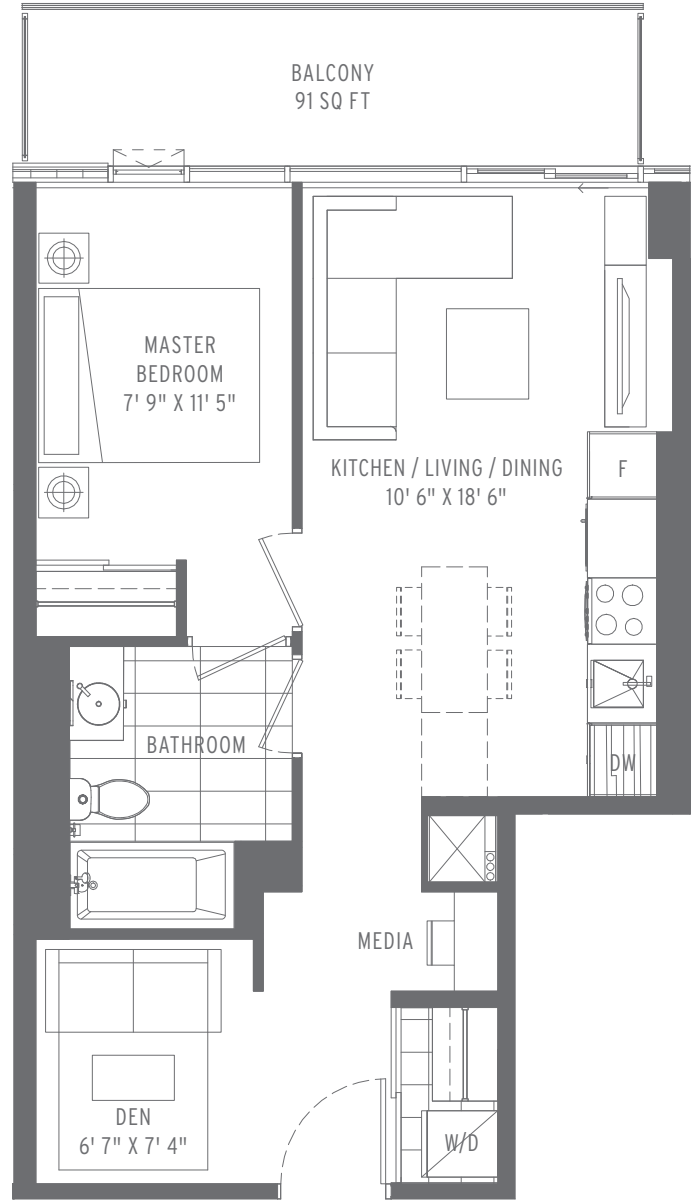 BALCONY
91 SQ FT
MASTER
BEDROOM
7' 9" X 11' 5"
KITCHEN / LIVING / DINING
10' 6" X 18' 6"
F
BATHROOM
DW
MEDIA
DEN
6' 7" X 7' 4"
W/D